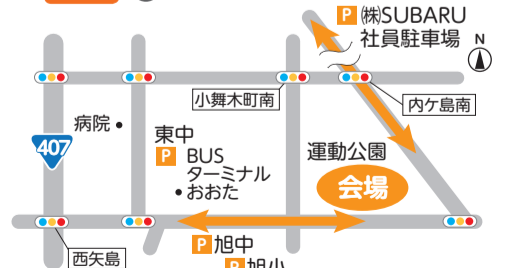 P ㈱SUBARU
社員駐車場
N
小舞木町南
内ケ島南
病院
407
東中
P BUS
ターミナル
おおた
運動公園
会場
西矢島
P 旭中
P 旭小